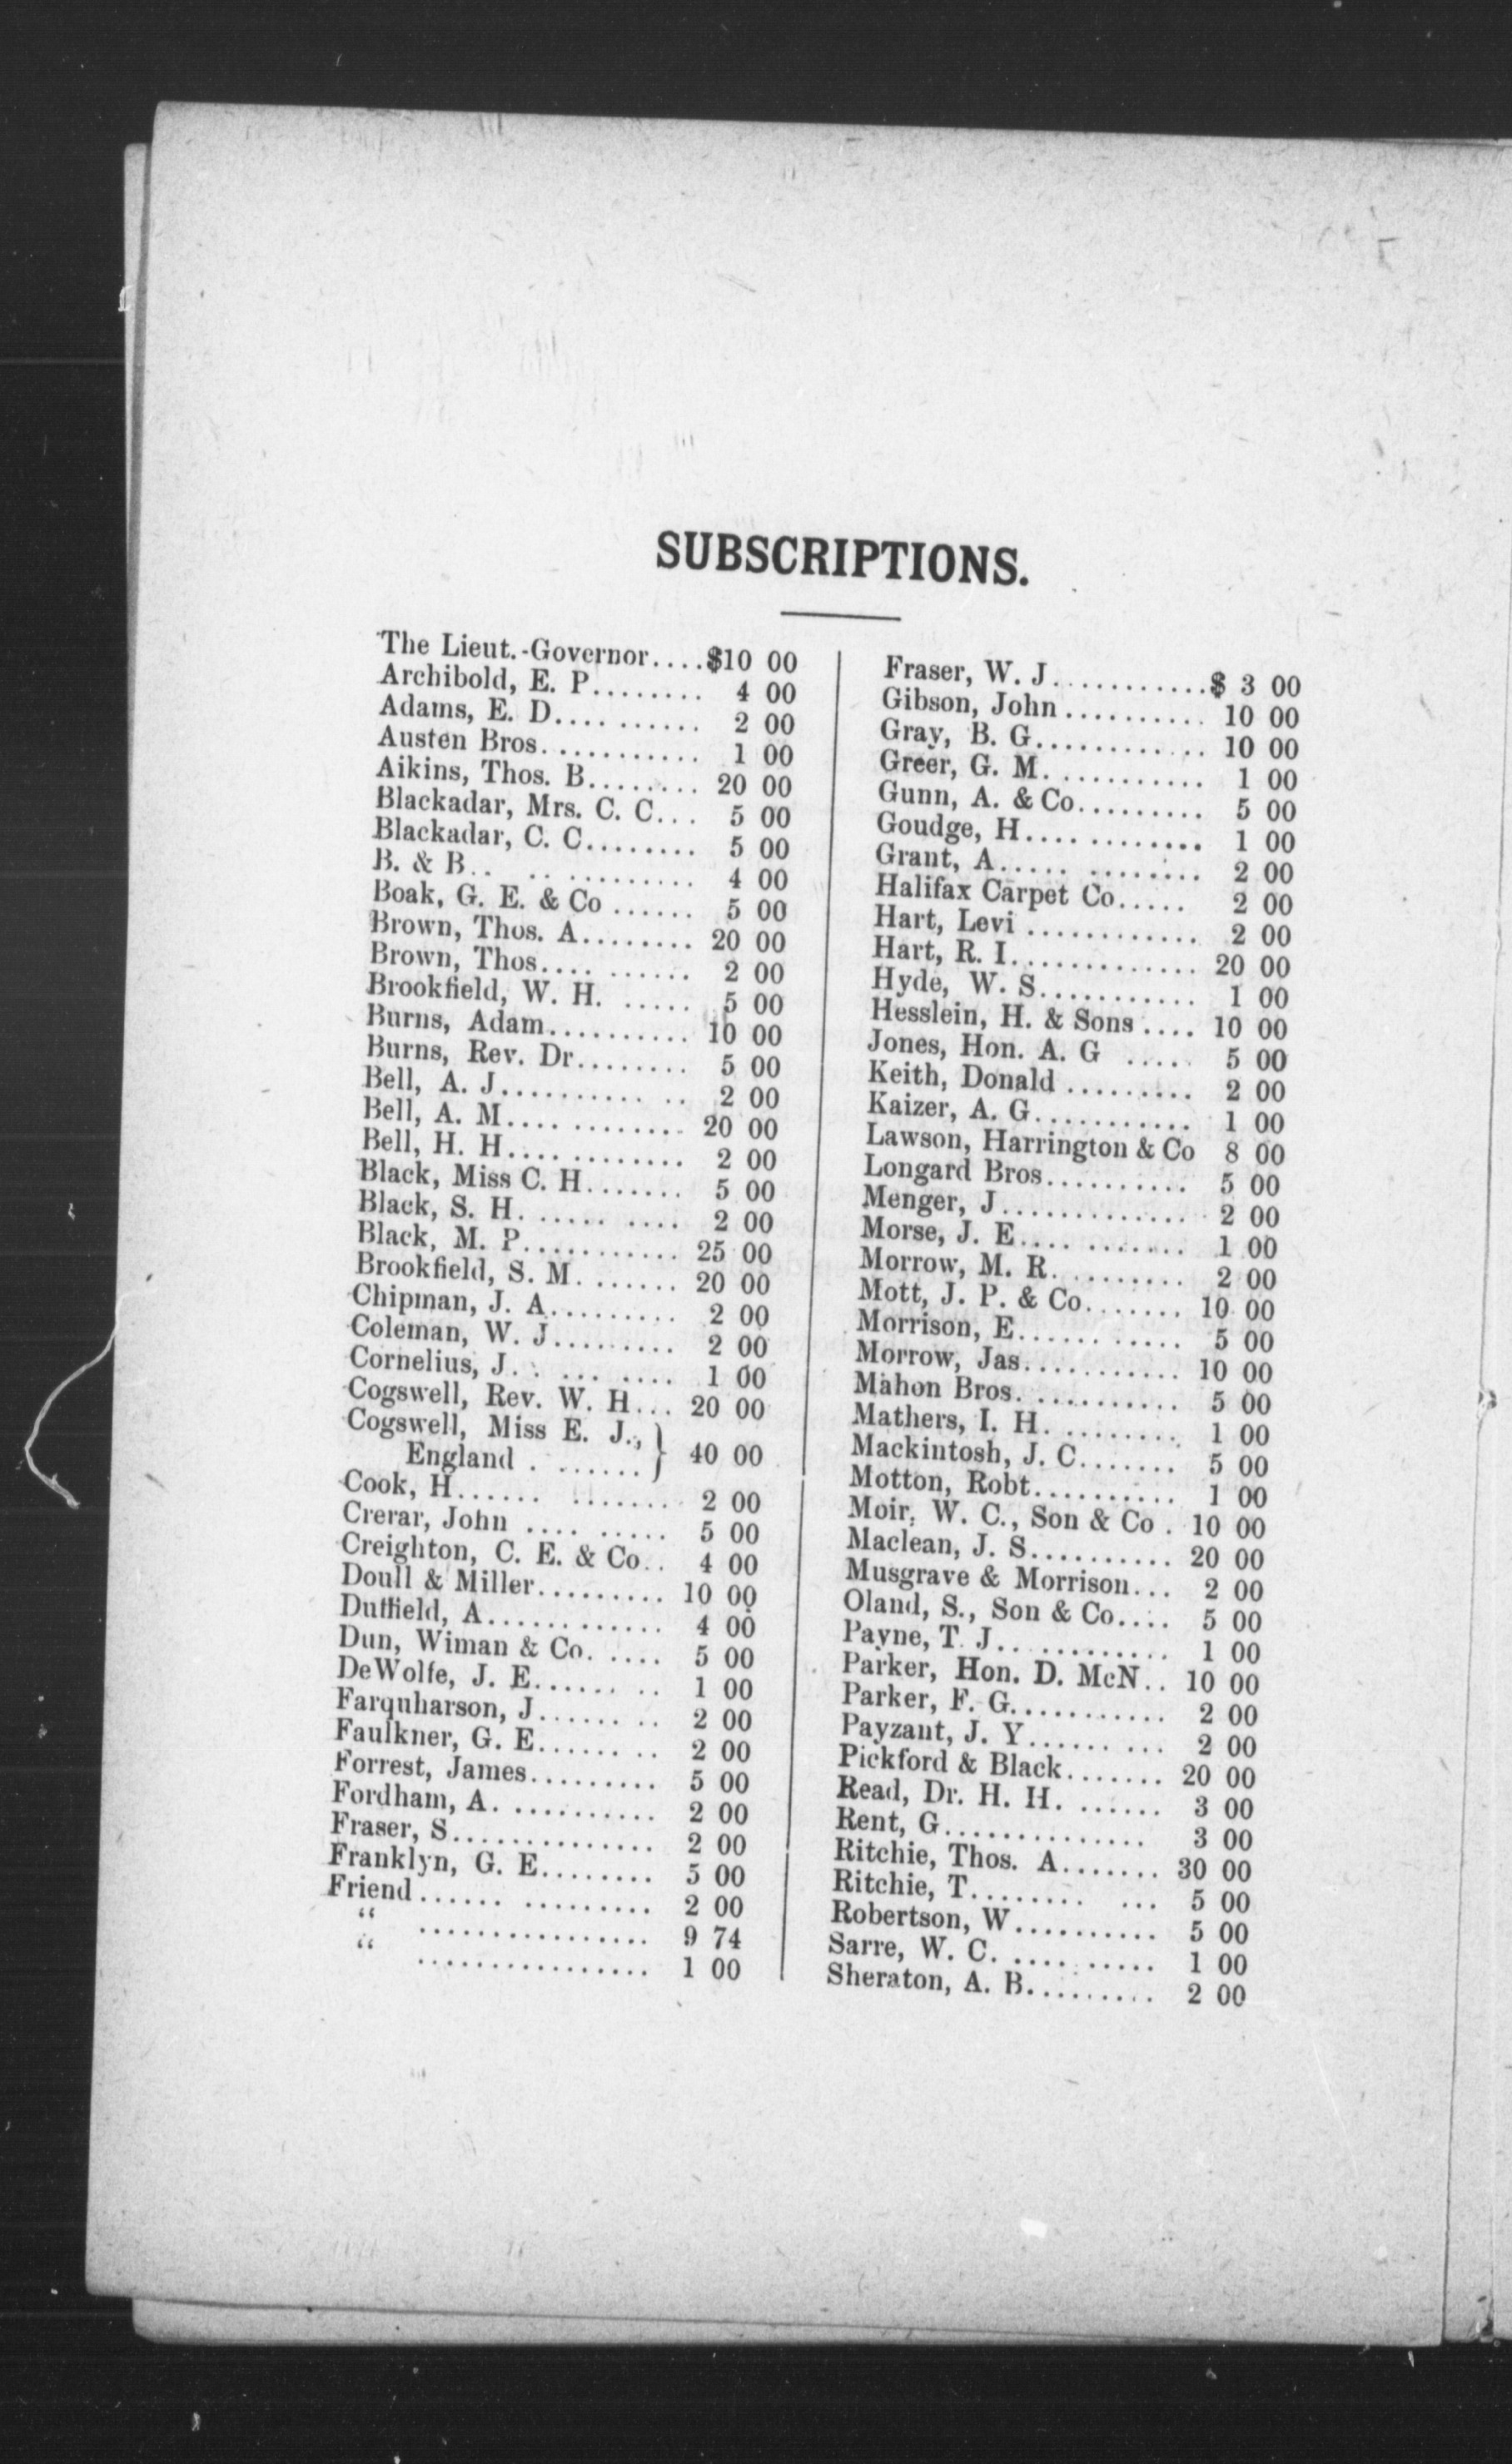 SUBSCRIPTIONS.
The Lieut.-Governor....$10 00
Archibold, E. P........ 4 00
Adams, E. D.......... 2 00
Austen Bros........... 1 00
Aikins, Thos. B........ 20 00
Blackadar, Mrs. C. C... 5 00
Blackadar, C. C........ 5 00
B. & B............... 4 00
Boak, G. E. & Co ...... 5 00
Brown, Thos. A........ 20 00
Brown, Thos.......... 2 00
Brookfield, W. H. ..... 5 00
Burns, Adam.......... 10 00
Burns, Rev. Dr........ 5 00
Bell, A. J............ 2 00
Bell, A. M............ 20 00
Bell, H. H............ 2 00
Black, Miss C. H....... 5 00
Black, S. H. ......... 2 00
Black, M. P........... 25 00
Brookfield, S. M. ...... 20 00
Chipman, J. A......... 2 00
Coleman, W. J......... 2 00
Cornelius, J. ......... 1 00
Cogswell, Rev. W. H... 20 00
Cogswell, Miss E. J.,
England . ...... } 40 00
Cook, H.............. 2 00
Crerar, John ......... 5 00
Creighton, C. E. & Co.. 4 00
Doull & Miller......... 10 00
Duffield, A............ 4 00
Dun, Wiman & Co. .... 5 00
DeWolfe, J. E........ 1 00
Farquharson, J........ 2 00
Faulkner, G. E........ 2 00
Forrest, James......... 5 00
Fordham, A. .......... 2 00
Fraser, S.............. 2 00
Franklyn, G. E........ 5 00
Friend ............... 2 00
“ ................ 9 74
“ ................ 1 00
Fraser, W. J...........$ 3 00
Gibson, John .......... 10 00
Gray, B. G............ 10 00
Greer, G. M. .......... 1 00
Gunn, A. & Co......... 5 00
Goudge, H............ 1 00
Grant, A............. 2 00
Halifax Carpet Co..... 2 00
Hart, Levi ............ 2 00
Hart, R. I............. 20 00
Hyde, W. S........... 1 00
Hesslein, H. & Sons .... 10 00
Jones, Hon. A. G ..... 5 00
Keith, Donald ......... 2 00
Kaizer, A. G........... 1 00
Lawson, Harrington & Co 8 00
Longard Bros.......... 5 00
Menger, J............. 2 00
Morse, J. E........... 1 00
Morrow, M. R. ........ 2 00
Mott, J. P. & Co....... 10 00
Morrison, E........... 5 00
Morrow, Jas........... 10 00
Mahon Bros. .......... 5 00
Mathers, I. H. ........ 1 00
Mackintosh, J. C....... 5 00
Motton, Robt.......... 1 00
Moir, W. C., Son & Co . 10 00
Maclean, J. S.......... 20 00
Musgrave & Morrison... 2 00
Oland, S., Son & Co.... 5 00
Payne, T. J............ 1 00
Parker, Hon. D. McN.. 10 00
Parker, F. G........... 2 00
Payzant, J. Y......... 2 00
Pickford & Black....... 20 00
Read, Dr. H. H. ...... 3 00
Rent, G.............. 3 00
Ritchie, Thos. A....... 30 00
Ritchie, T........... 5 00
Robertson, W.......... 5 00
Sarre, W. C. ......... 1 00
Sheraton, A. B......... 2 00